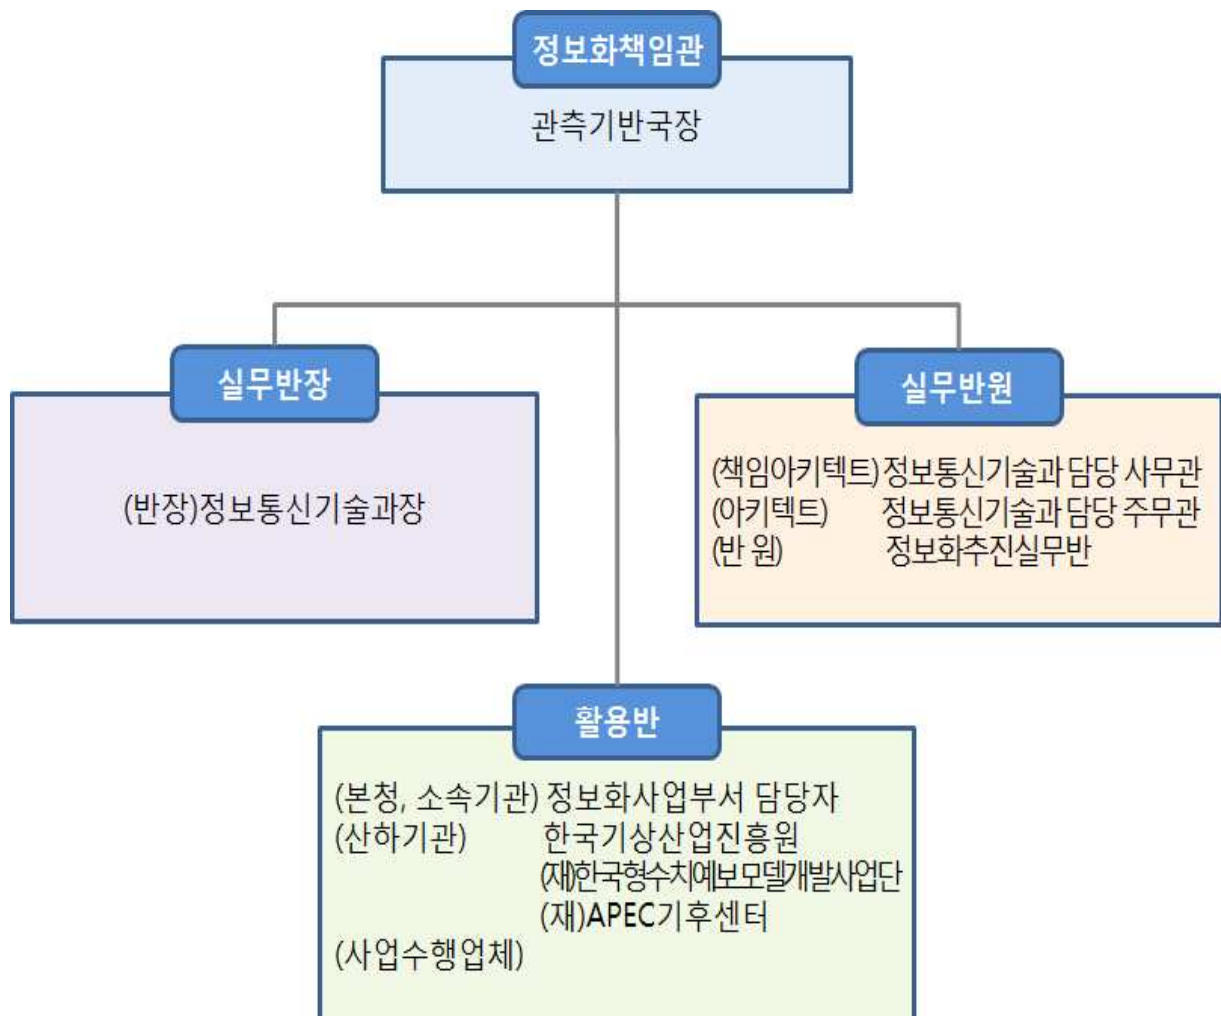 정보화책임관
관측기반국장
실무반장
(반장)정보통신기술과장
실무반원
(책임아키텍트) 정보통신기술과 담당 사무관
(아키텍트) 정보통신기술과 담당 주무관
(반 원) 정보화추진실무반
활용반
(본청, 소속기관) 정보화사업부서 담당자
(산하기관) 한국기상산업진흥원
(재)한국형수치예보모델개발사업단
(재)APEC기후센터
(사업수행업체)